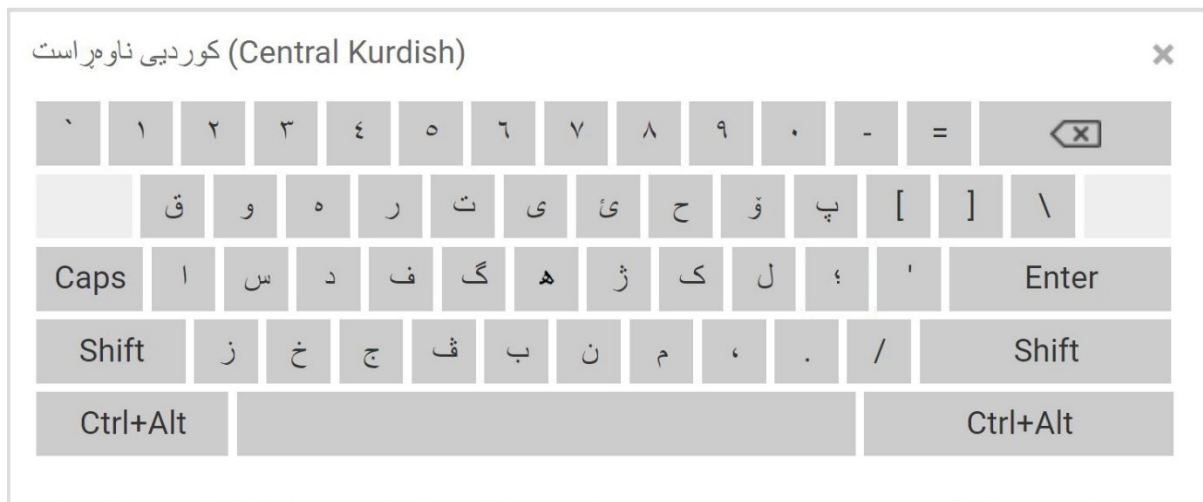 (Central Kurdish) کوردیی ناوەڕاست ×
` ١ ٢ ٣ ٤ ٥ ٦ ٧ ٨ ٩ ٠ - =
ق و ە ر ت ی ئ ح ۆ پ [ ] \
Caps ا س د ف گ ھ ژ ک ل ؛ ' Enter
Shift ز خ ج ڤ ب ن م ، . / Shift
Ctrl+Alt Ctrl+Alt